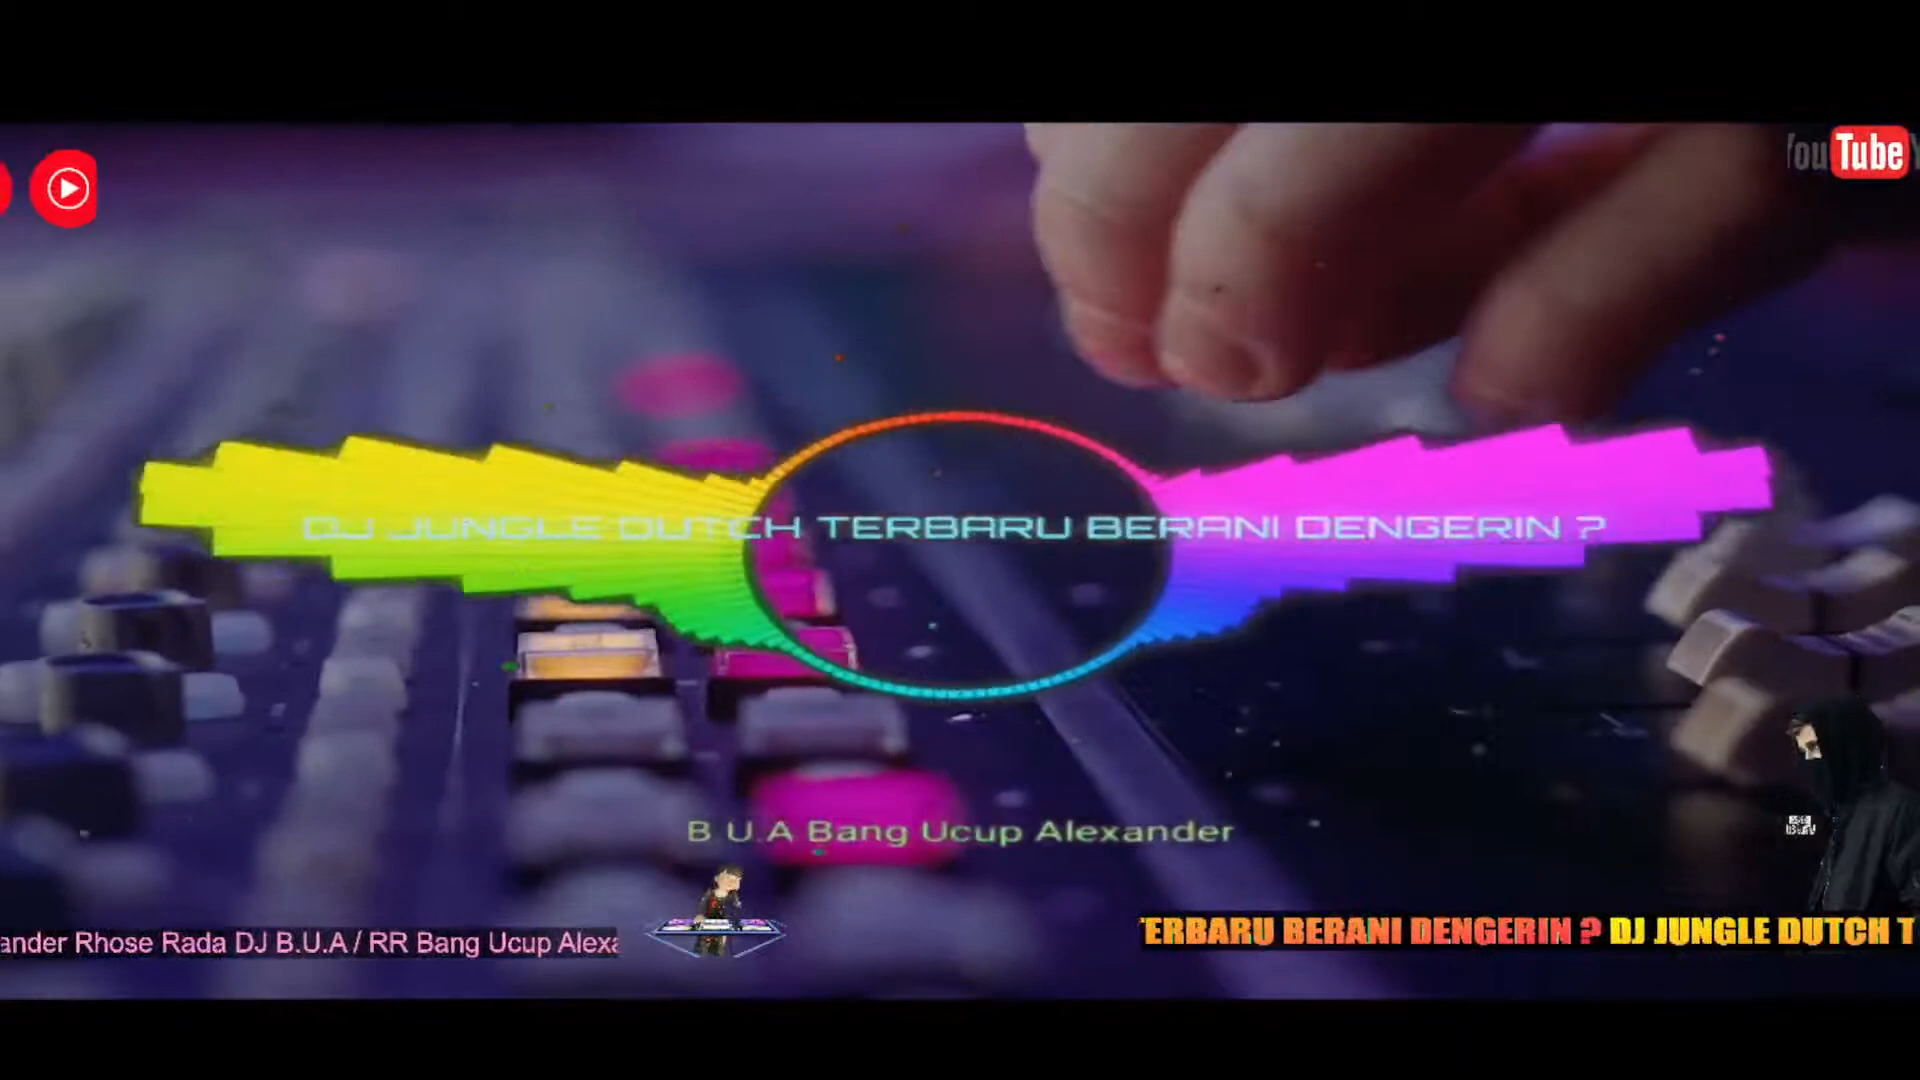 YouTube
DJ JUNGLE DUTCH TERBARU BERANI DENGERIN ?
B.U.A Bang Ucup Alexander
ander Rhose Rada DJ B.U.A / RR Bang Ucup Alexa
TERBARU BERANI DENGERIN ? DJ JUNGLE DUTCH T